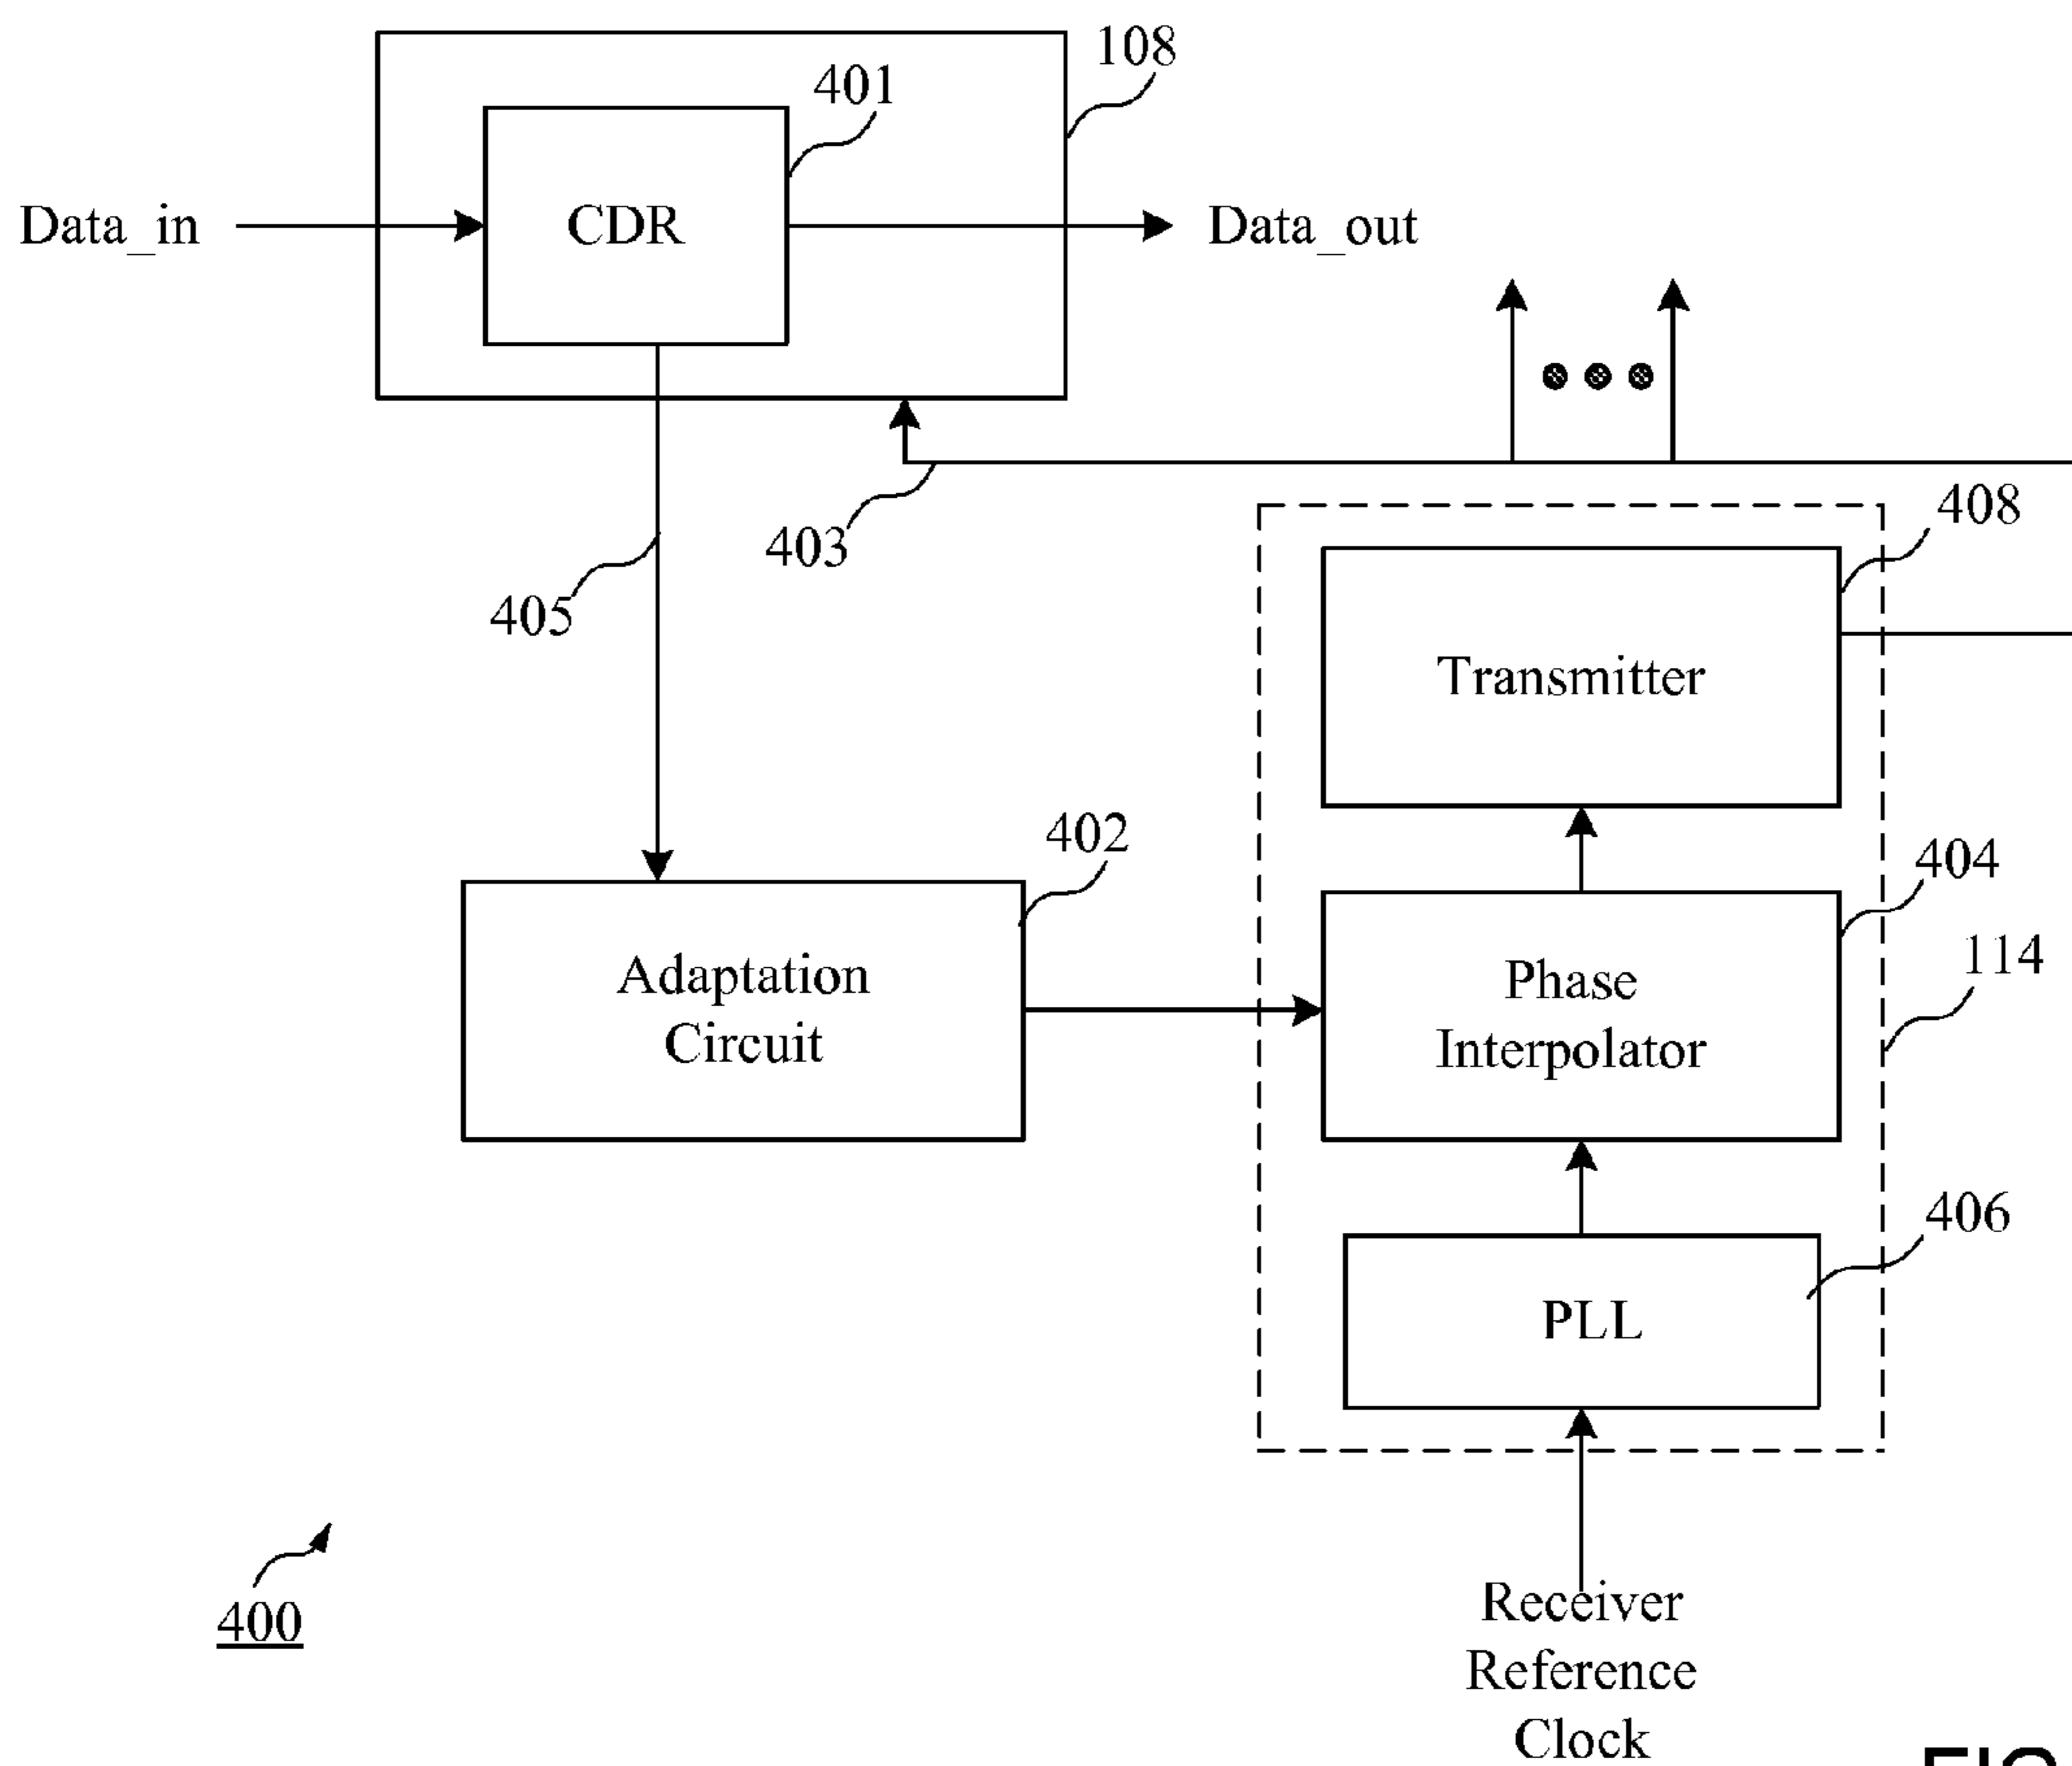 108
401
CDR
Data_in
Data_out
403
408
405
Transmitter
402
404
Adaptation
Circuit
Phase
Interpolator
114
406
PLL
400
Receiver
Reference
Clock